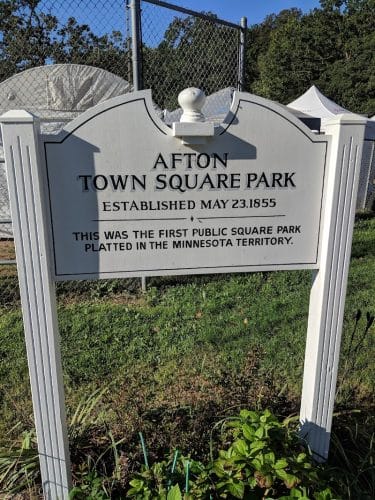 AFTON
TOWN SQUARE PARK
ESTABLISHED MAY 23.1855
THIS WAS THE FIRST PUBLIC SQUARE PARK
PLATTED IN THE MINNESOTA TERRITORY.